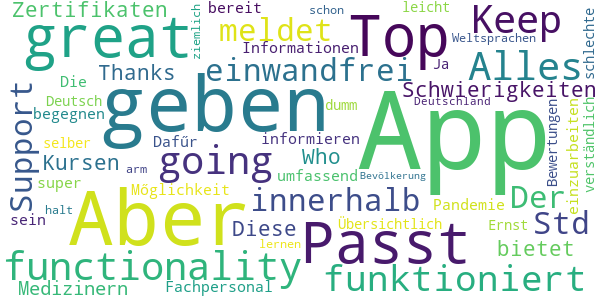 Zertifikaten ziemlich bereit schon leicht
great meldet Top Keep schlechte
Informationen Weltsprachen
Die Thanks einwandfrei Ja Alles
Support Deutsch geben dumm App Schwierigkeiten
begegnen Deutschland Bewertungen einzuarbeiten verständlich
selber Dafür informieren
Kursen going Who Bevölkerung
super arm umfassend
sein Aber Möglichkeit innerhalb Pandemie Der
halt Diese Passt Übersichtlich Ernst Std
functionality lernen funktioniert bietet
Medizinern Fachpersonal